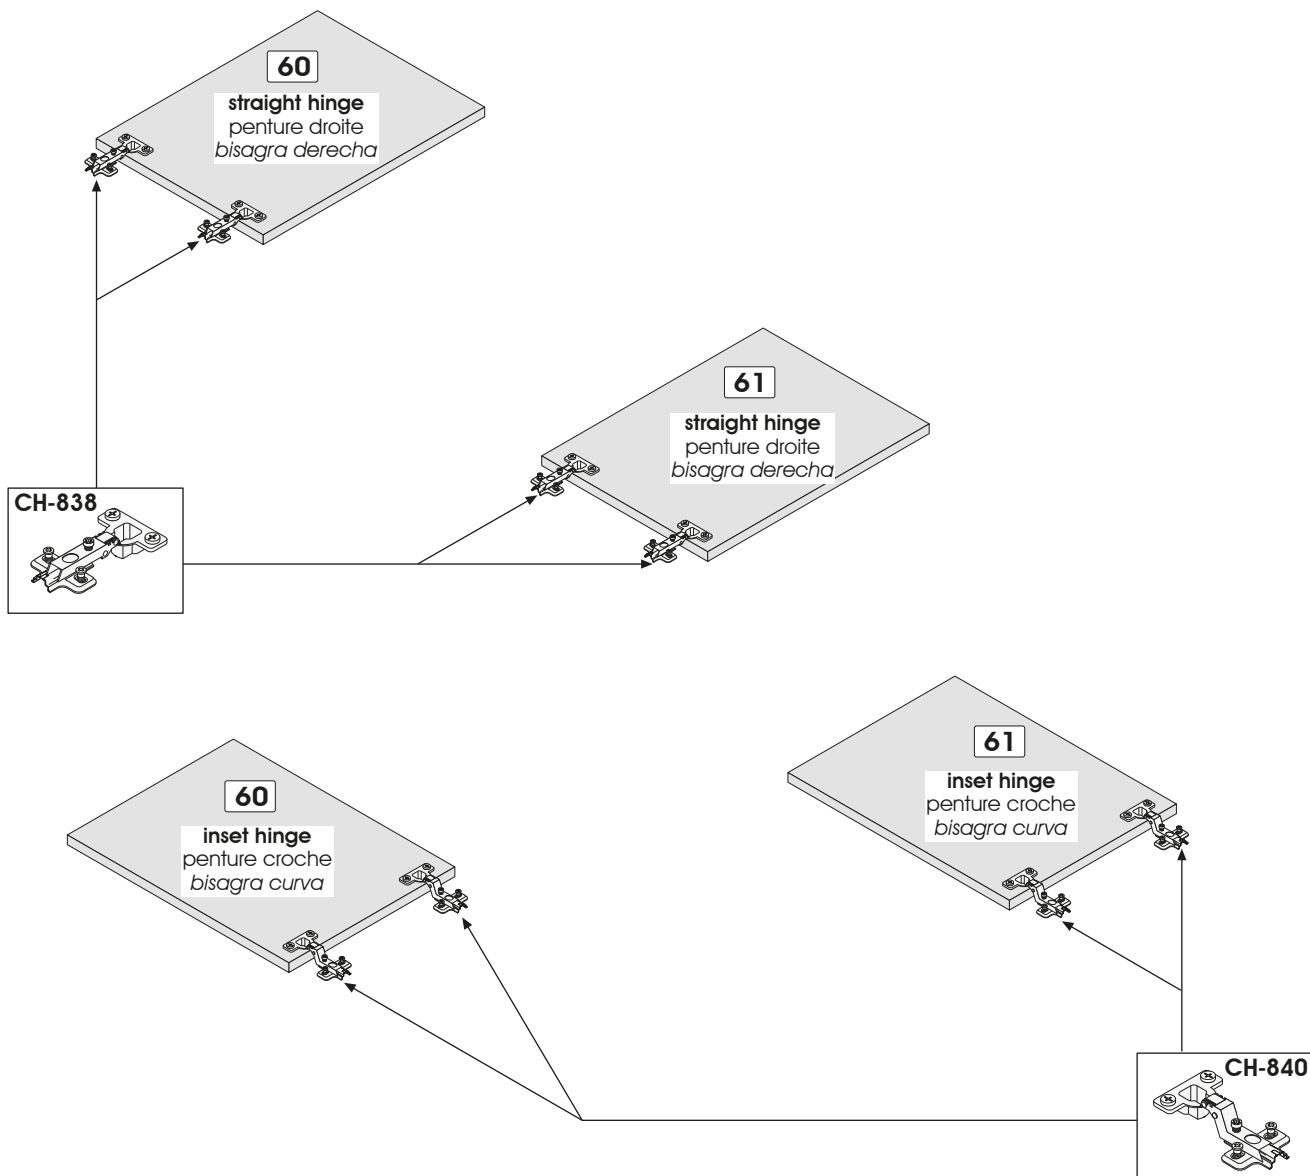 60
straight hinge
penture droite
bisagra derecha
61
straight hinge
penture droite
bisagra derecha
CH-838
61
inset hinge
penture croche
bisagra curva
60
inset hinge
penture croche
bisagra curva
CH-840